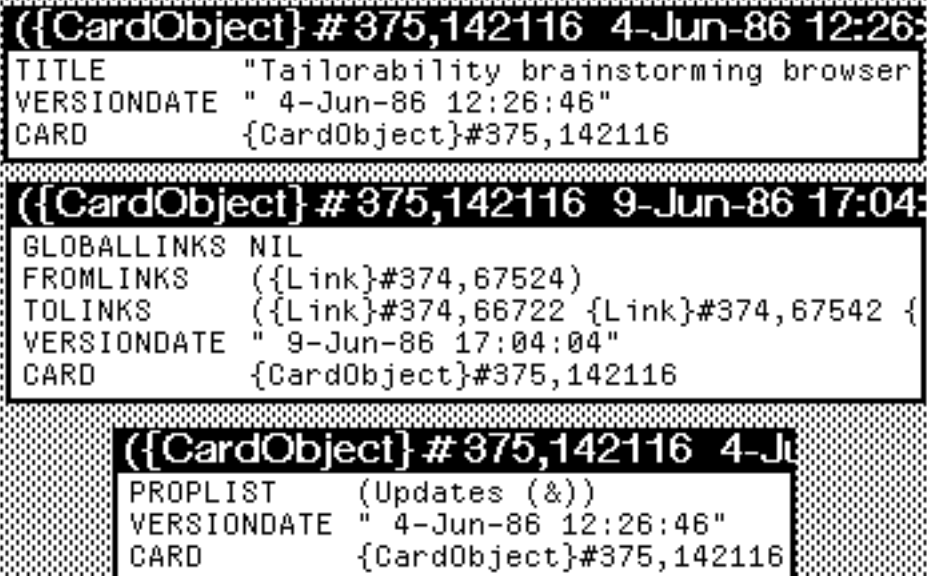 ({CardObject}#375,142116 4-Jun-86 12:26:
TITLE "Tailorability brainstorming browser
VERSIONDATE " 4-Jun-86 12:26:46"
CARD {CardObject}#375,142116
({CardObject}#375,142116 9-Jun-86 17:04:
GLOBALLINKS NIL
FROMLINKS ({Link}#374,67524)
TOLINKS ({Link}#374,66722 {Link}#374,67542 {
VERSIONDATE " 9-Jun-86 17:04:04"
CARD {CardObject}#375,142116
({CardObject}#375,142116 4-Ju
PROPLIST (Updates (&))
VERSIONDATE " 4-Jun-86 12:26:46"
CARD {CardObject}#375,142116